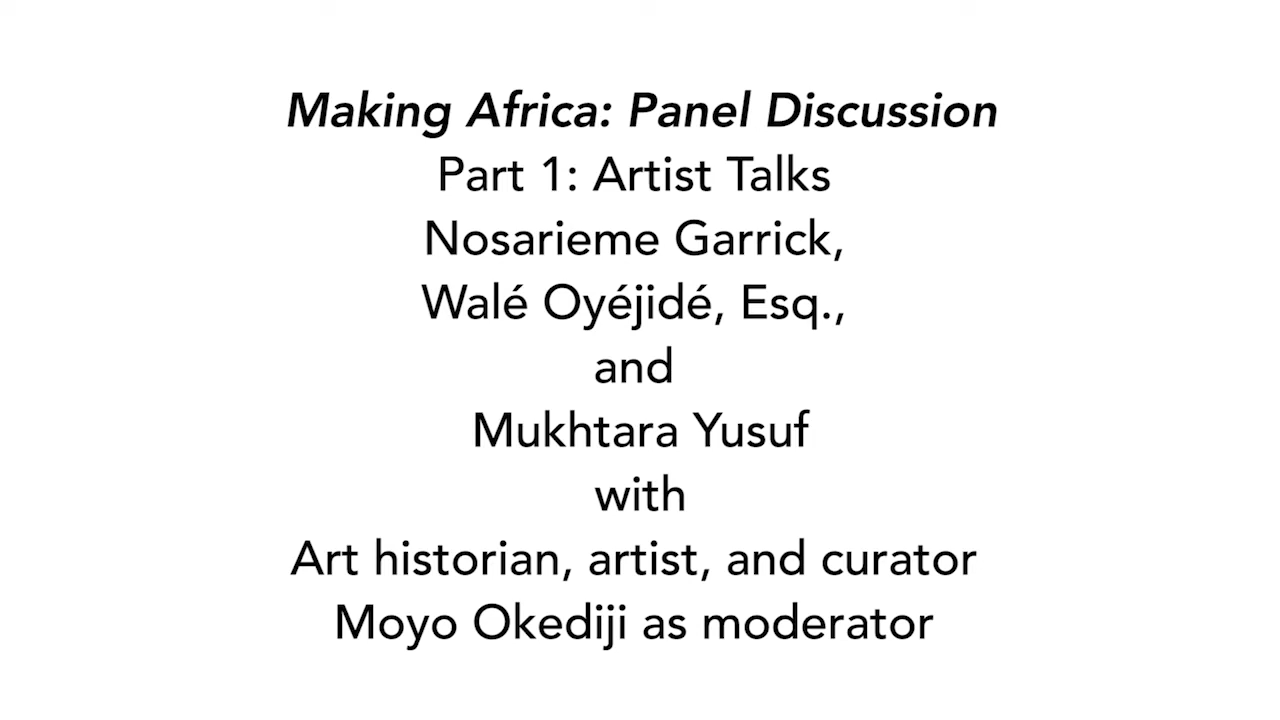 Making Africa: Panel Discussion
Part 1: Artist Talks
Nosarieme Garrick,
Walé Oyéjidé, Esq.,
and
Mukhtara Yusuf
with
Art historian, artist, and curator
Moyo Okediji as moderator